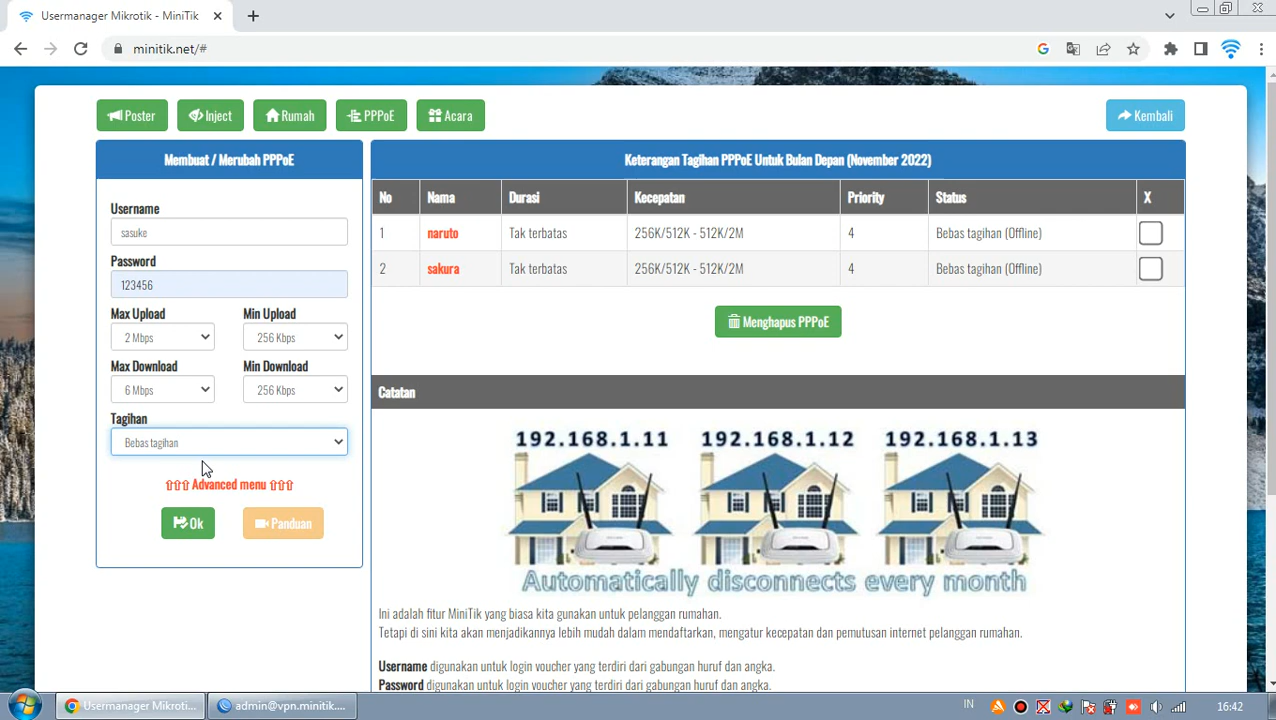 Usermanager Mikrotik - MiniTik
minitik.net/#
Poster
Inject
Rumah
PPPoE
Acara
Kembali
Membuat / Merubah PPPoE
Username
sasuke
Password
123456
Max Upload
Min Upload
2 Mbps
256 Kbps
Max Download
Min Download
6 Mbps
256 Kbps
Tagihan
Bebas tagihan
⇧⇧⇧ Advanced menu ⇧⇧⇧
Ok
Panduan
Keterangan Tagihan PPPoE Untuk Bulan Depan (November 2022)
No Nama Durasi Kecepatan Priority Status X
1 naruto Tak terbatas 256K/512K - 512K/2M 4 Bebas tagihan (Offline)
2 sakura Tak terbatas 256K/512K - 512K/2M 4 Bebas tagihan (Offline)
Menghapus PPPoE
Catatan
192.168.1.11 192.168.1.12 192.168.1.13
Automatically disconnects every month
Ini adalah fitur MiniTik yang biasa kita gunakan untuk pelanggan rumahan.
Tetapi di sini kita akan menjadikannya lebih mudah dalam mendaftarkan, mengatur kecepatan dan pemutusan internet pelanggan rumahan.
Username digunakan untuk login voucher yang terdiri dari gabungan huruf dan angka.
Password digunakan untuk login voucher yang terdiri dari gabungan huruf dan angka.
Usermanager Mikroti...
admin@vpn.minitik....
IN
16:42